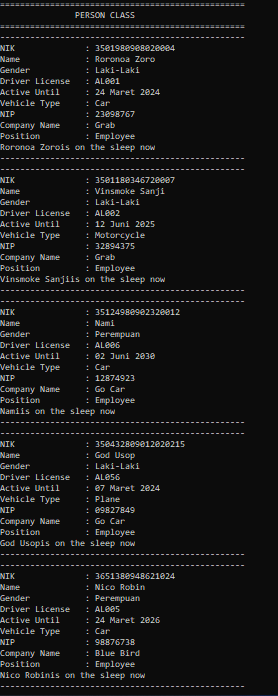 ==================================================
PERSON CLASS
==================================================
--------------------------------------------------
NIK : 3501980908020004
Name : Roronoa Zoro
Gender : Laki-Laki
Driver License : AL001
Active Until : 24 Maret 2024
Vehicle Type : Car
NIP : 23098767
Company Name : Grab
Position : Employee
Roronoa Zorois on the sleep now
--------------------------------------------------
--------------------------------------------------
NIK : 3501180346720007
Name : Vinsmoke Sanji
Gender : Laki-Laki
Driver License : AL002
Active Until : 12 Juni 2025
Vehicle Type : Motorcycle
NIP : 32894375
Company Name : Grab
Position : Employee
Vinsmoke Sanjiis on the sleep now
--------------------------------------------------
--------------------------------------------------
NIK : 35124980902320012
Name : Nami
Gender : Perempuan
Driver License : AL006
Active Until : 02 Juni 2030
Vehicle Type : Car
NIP : 12874923
Company Name : Go Car
Position : Employee
Namiis on the sleep now
--------------------------------------------------
--------------------------------------------------
NIK : 350432809012020215
Name : God Usop
Gender : Laki-Laki
Driver License : AL056
Active Until : 07 Maret 2024
Vehicle Type : Plane
NIP : 09827849
Company Name : Go Car
Position : Employee
God Usopis on the sleep now
--------------------------------------------------
--------------------------------------------------
NIK : 3651380948621024
Name : Nico Robin
Gender : Perempuan
Driver License : AL005
Active Until : 24 Maret 2026
Vehicle Type : Car
NIP : 98876738
Company Name : Blue Bird
Position : Employee
Nico Robinis on the sleep now
--------------------------------------------------